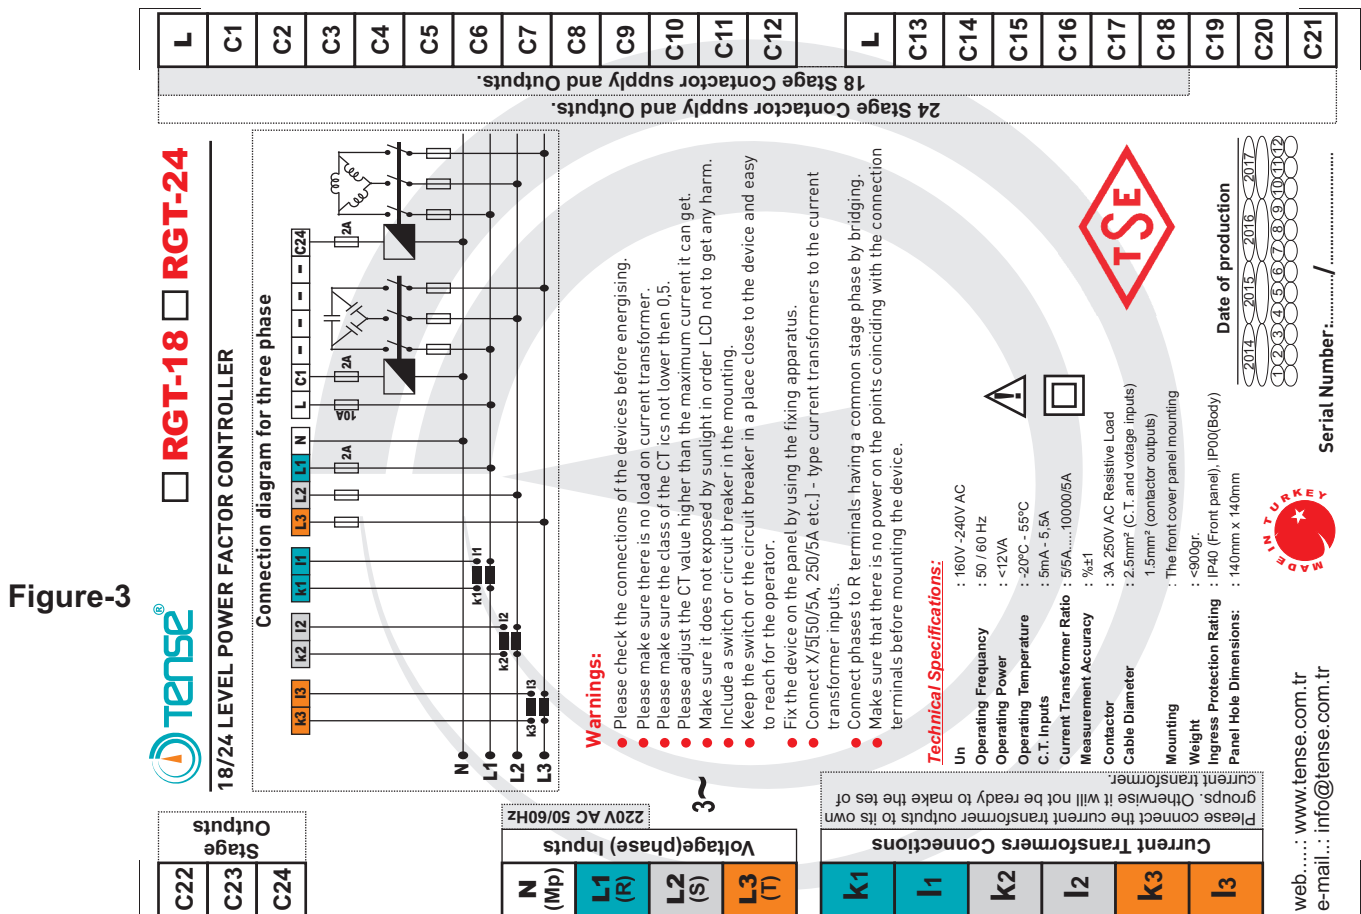 Figure-3
L
C1
C2
C3
C4
C5
C6
C7
C8
C9
C10
C11
C12
L
C13
C14
C15
C16
C17
C18
C19
C20
C21
18 Stage Contactor supply and Outputs.
24 Stage Contactor supply and Outputs.
TENSE®
RGT-18 RGT-24
18/24 LEVEL POWER FACTOR CONTROLLER
Connection diagram for three phase
k3 I3 k2 I2 k1 I1 L3 L2 L1 N L C1 - - - - C24
2A
10A
2A
2A
k1 I1
k2 I2
k3 I3
N
L1
L2
L3
Warnings:
Please check the connections of the devices before energising.
Please make sure there is no load on current transformer.
Please make sure the class of the CT ics not lower then 0,5.
Please adjust the CT value higher than the maximum current it can get.
Make sure it does not exposed by sunlight in order LCD not to get any harm.
Include a switch or circuit breaker in the mounting.
Keep the switch or the circuit breaker in a place close to the device and easy
to reach for the operator.
Fix the device on the panel by using the fixing apparatus.
Connect X/5[50/5A, 250/5A etc.] - type current transformers to the current
transformer inputs.
Connect phases to R terminals having a common stage phase by bridging.
Make sure that there is no power on the points coinciding with the connection
terminals before mounting the device.
Technical Specifications:
Un : 160V -240V AC
Operating Frequancy : 50 / 60 Hz
Operating Power : <12VA
Operating Temperature : -20°C - 55°C
C.T. Inputs : 5mA - 5,5A
Current Transformer Ratio : 5/5A..... 10000/5A
Measurement Accuracy : %±1
Contactor : 3A 250V AC Resistive Load
Cable Diameter : 2.5mm² (C.T. and votage inputs)
1.5mm² (contactor outputs)
Mounting : The front cover panel mounting
Weight : <900gr.
Ingress Protection Rating : IP40 (Front panel), IP00(Body)
Panel Hole Dimensions: : 140mm x 140mm
TSE
Date of production
2014 2015 2016 2017
1 2 3 4 5 6 7 8 9 10 11 12
Serial Number:................/........................
MADE IN TURKEY
web.....: www.tense.com.tr
e-mail..: info@tense.com.tr
Stage
Outputs
C22
C23
C24
220V AC 50/60Hz
3~
Voltage(phase) Inputs
N
(Mp)
L1
(R)
L2
(S)
L3
(T)
Please connect the current transformer outputs to its own
groups. Otherwise it will not be ready to make the tes of
current transformer.
Current Transformers Connections
k1
I1
k2
I2
k3
I3